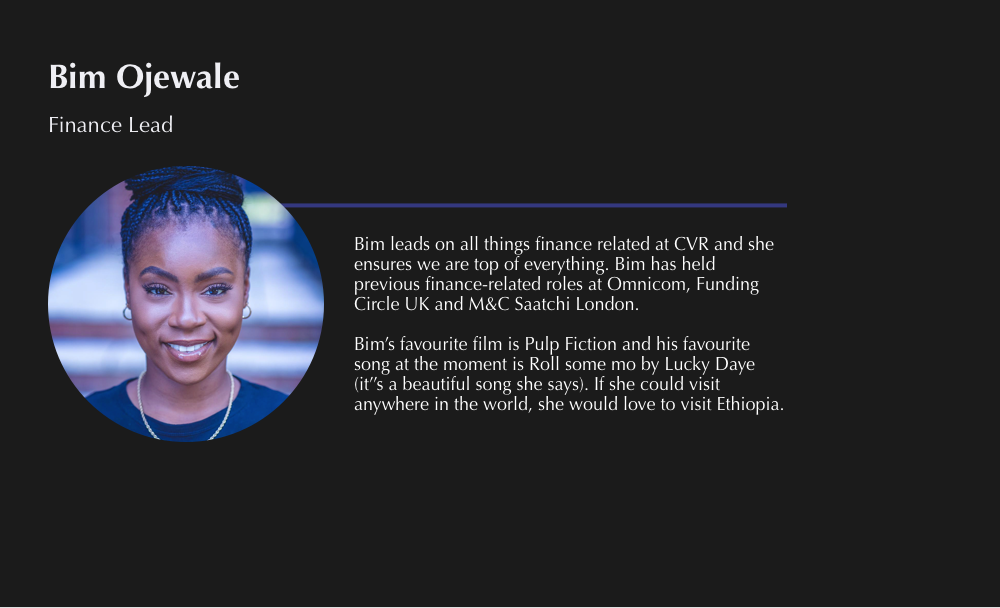 Bim Ojewale
Finance Lead
Bim leads on all things finance related at CVR and she
ensures we are top of everything. Bim has held
previous finance-related roles at Omnicom, Funding
Circle UK and M&C Saatchi London.
Bim’s favourite film is Pulp Fiction and his favourite
song at the moment is Roll some mo by Lucky Daye
(it’’s a beautiful song she says). If she could visit
anywhere in the world, she would love to visit Ethiopia.